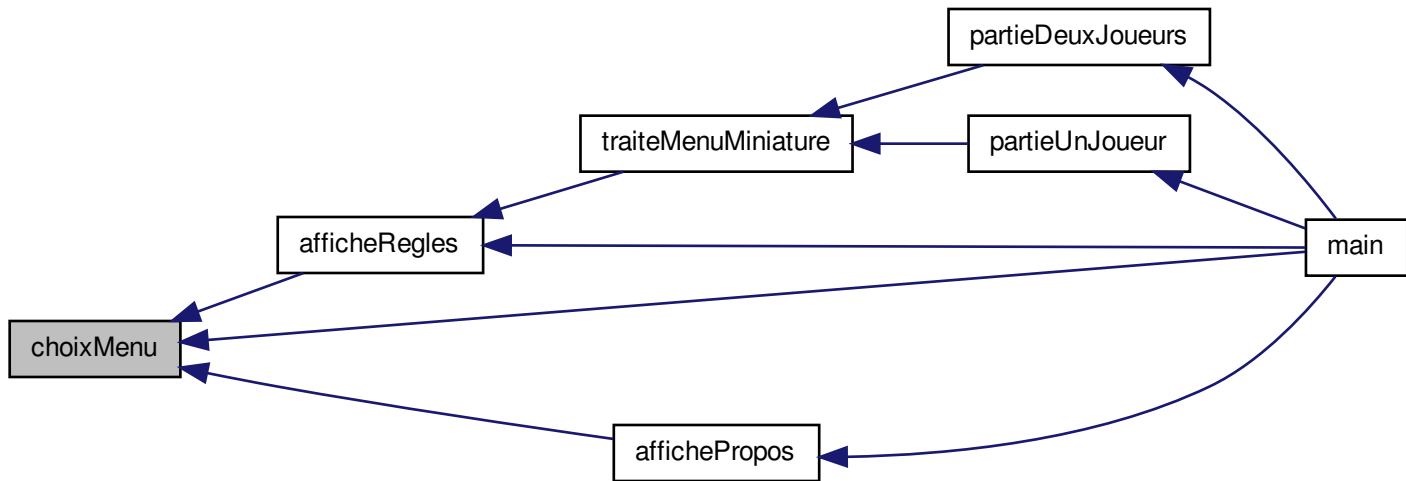 partieDeuxJoueurs
traiteMenuMiniature
partieUnJoueur
afficheRegles
main
choixMenu
affichePropos